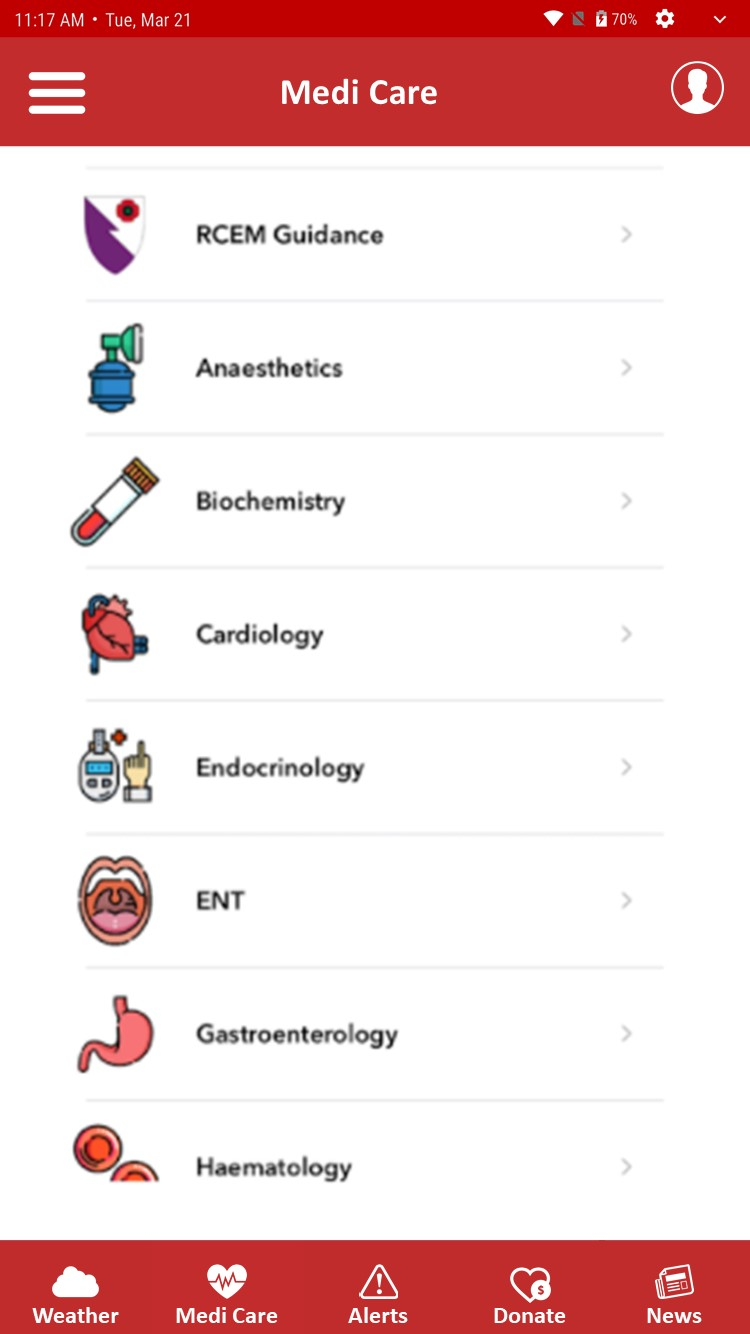 11:17 AM • Tue, Mar 21 70%
Medi Care
RCEM Guidance
Anaesthetics
Biochemistry
Cardiology
Endocrinology
ENT
Gastroenterology
Haematology
Weather Medi Care Alerts Donate News